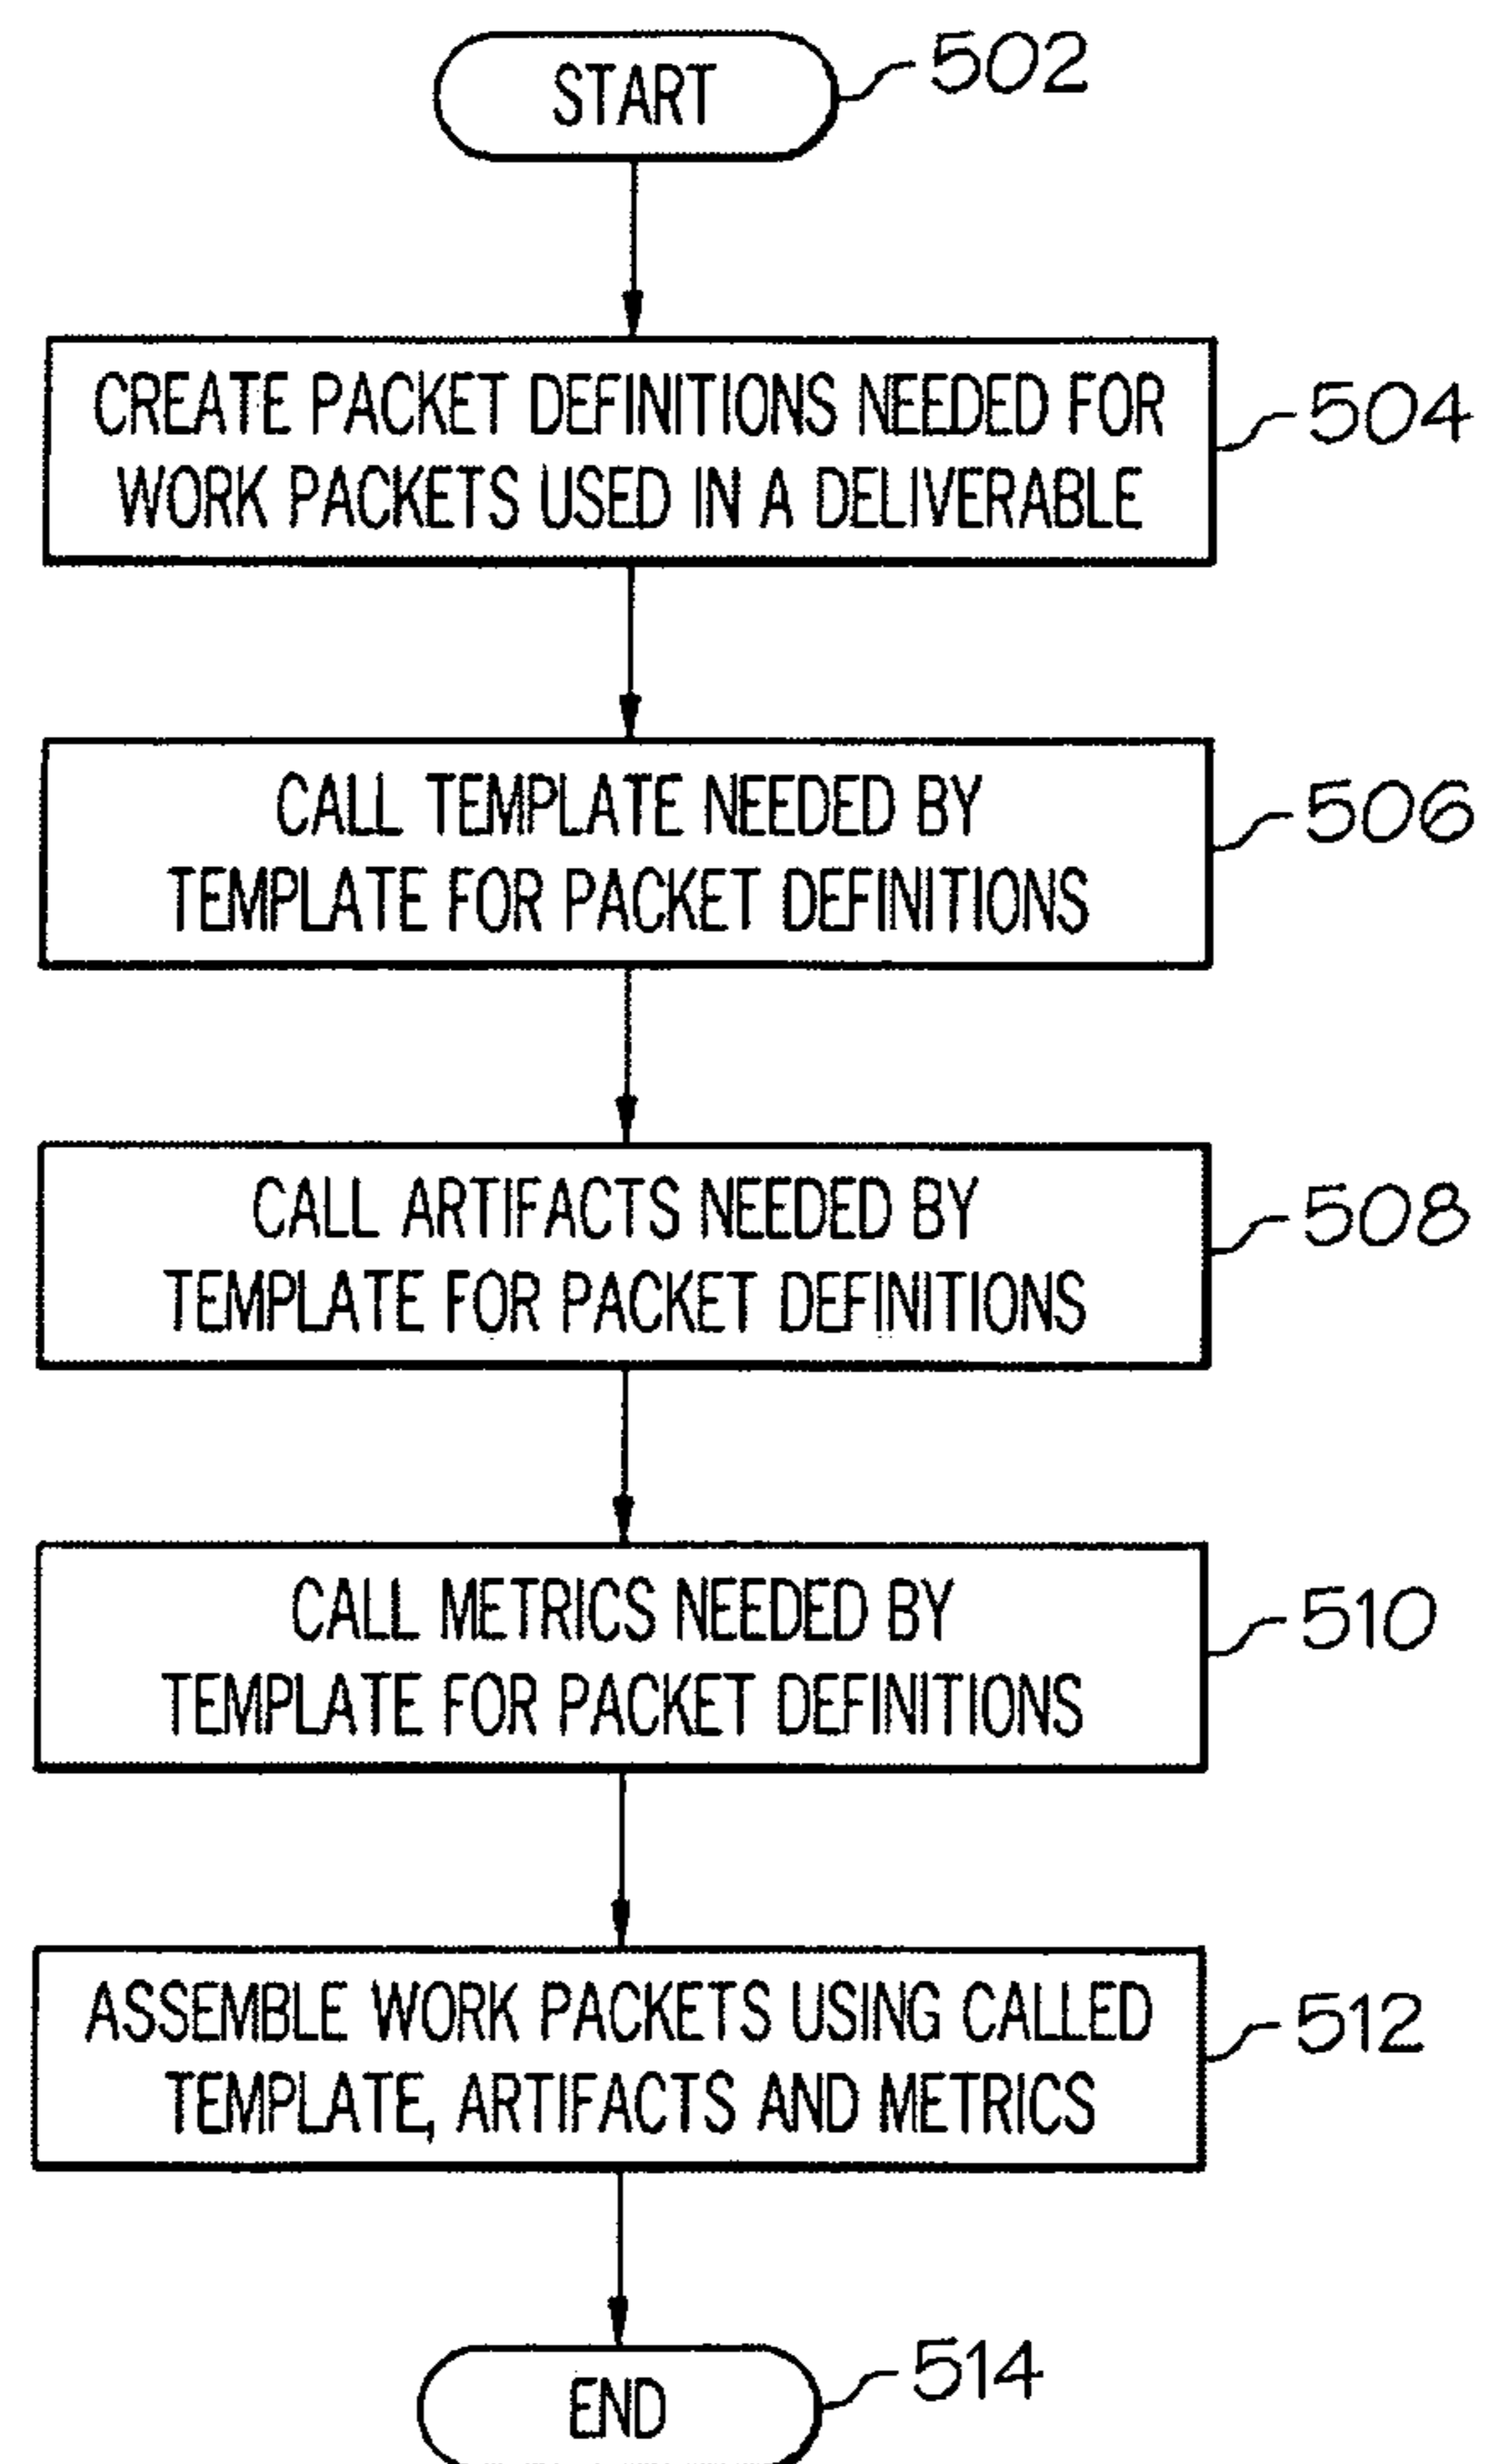 START
502
CREATE PACKET DEFINITIONS NEEDED FOR
WORK PACKETS USED IN A DELIVERABLE
504
CALL TEMPLATE NEEDED BY
TEMPLATE FOR PACKET DEFINITIONS
506
CALL ARTIFACTS NEEDED BY
TEMPLATE FOR PACKET DEFINITIONS
508
CALL METRICS NEEDED BY
TEMPLATE FOR PACKET DEFINITIONS
510
ASSEMBLE WORK PACKETS USING CALLED
TEMPLATE, ARTIFACTS AND METRICS
512
END
514